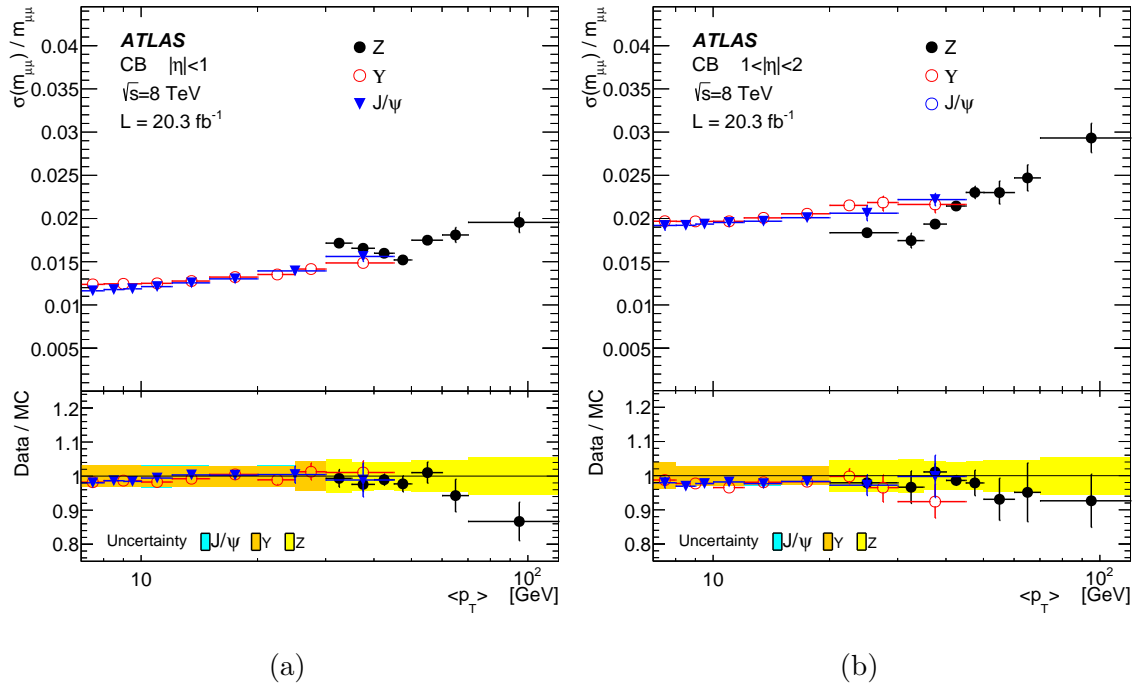 σ(m_μμ) / m_μμ
0.04
0.035
0.03
0.025
0.02
0.015
0.01
0.005
ATLAS
CB |η|<1
√s=8 TeV
L = 20.3 fb⁻¹
Z
ϒ
J/ψ
Data / MC
1.2
1.1
1
0.9
0.8
Uncertainty J/ψ ϒ Z
10 10²
<p_T> [GeV]
(a)
σ(m_μμ) / m_μμ
0.04
0.035
0.03
0.025
0.02
0.015
0.01
0.005
ATLAS
CB 1<|η|<2
√s=8 TeV
L = 20.3 fb⁻¹
Z
ϒ
J/ψ
Data / MC
1.2
1.1
1
0.9
0.8
Uncertainty J/ψ ϒ Z
10 10²
<p_T> [GeV]
(b)